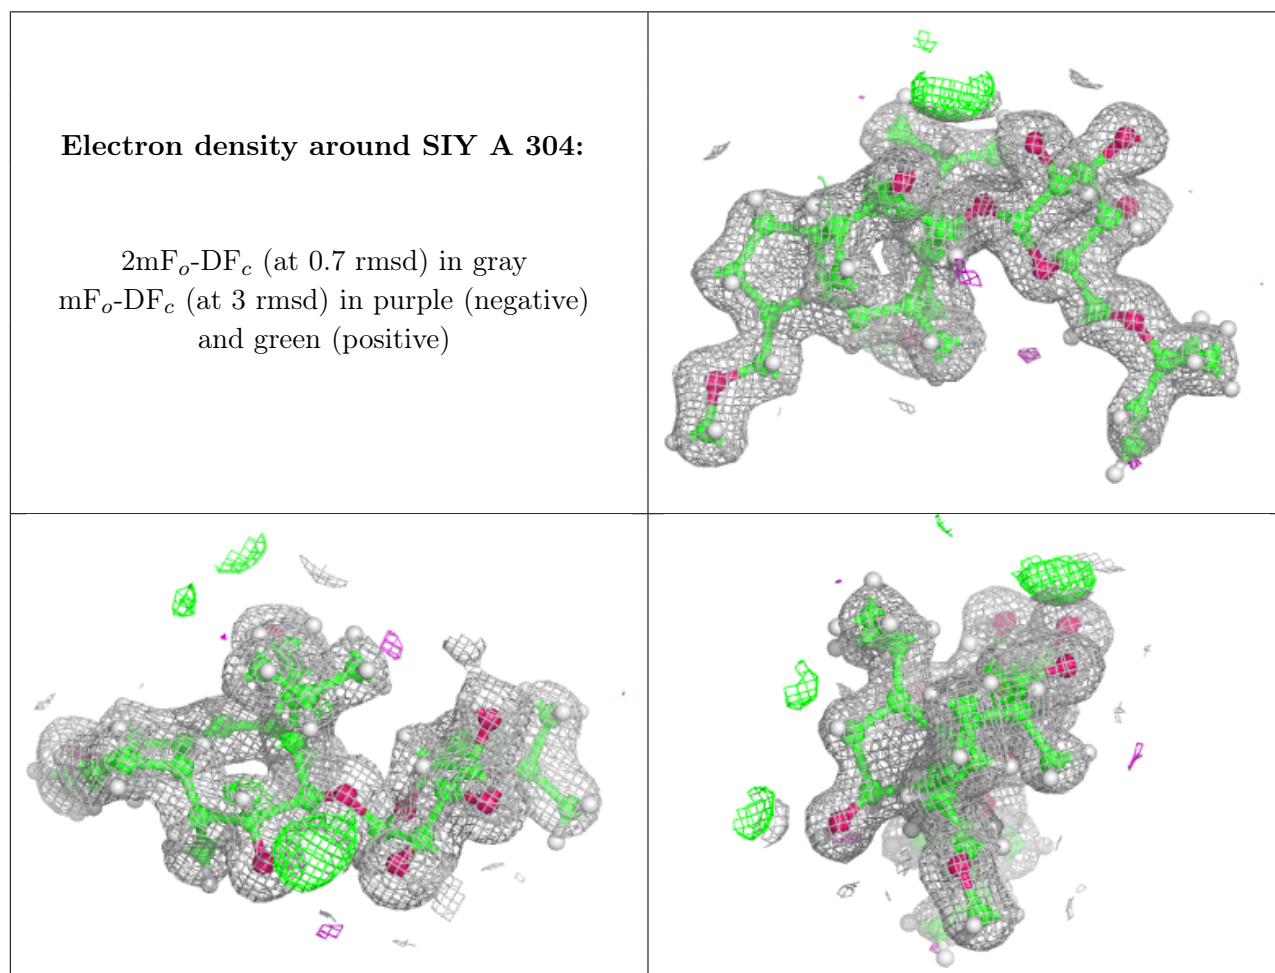 Electron density around SIY A 304:
2mFo-DFc (at 0.7 rmsd) in gray
mFo-DFc (at 3 rmsd) in purple (negative)
and green (positive)